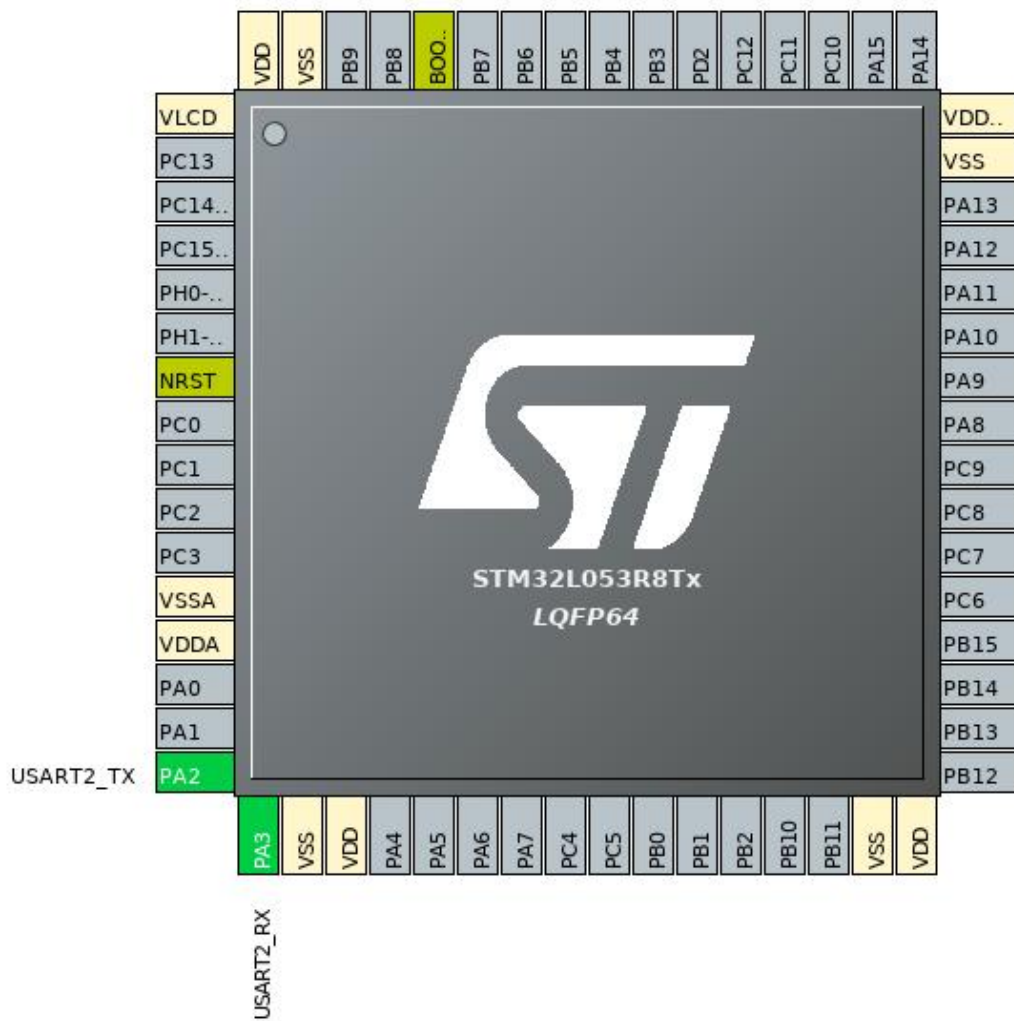 VDD
VSS
PB9
PB8
BOO..
PB7
PB6
PB5
PB4
PB3
PD2
PC12
PC11
PC10
PA15
PA14
VLCD
PC13
PC14..
PC15..
PH0-..
PH1-..
NRST
PC0
PC1
PC2
PC3
VSSA
VDDA
PA0
PA1
USART2_TX PA2
ST
STM32L053R8Tx
LQFP64
VDD..
VSS
PA13
PA12
PA11
PA10
PA9
PA8
PC9
PC8
PC7
PC6
PB15
PB14
PB13
PB12
PA3
VSS
VDD
PA4
PA5
PA6
PA7
PC4
PC5
PB0
PB1
PB2
PB10
PB11
VSS
VDD
USART2_RX